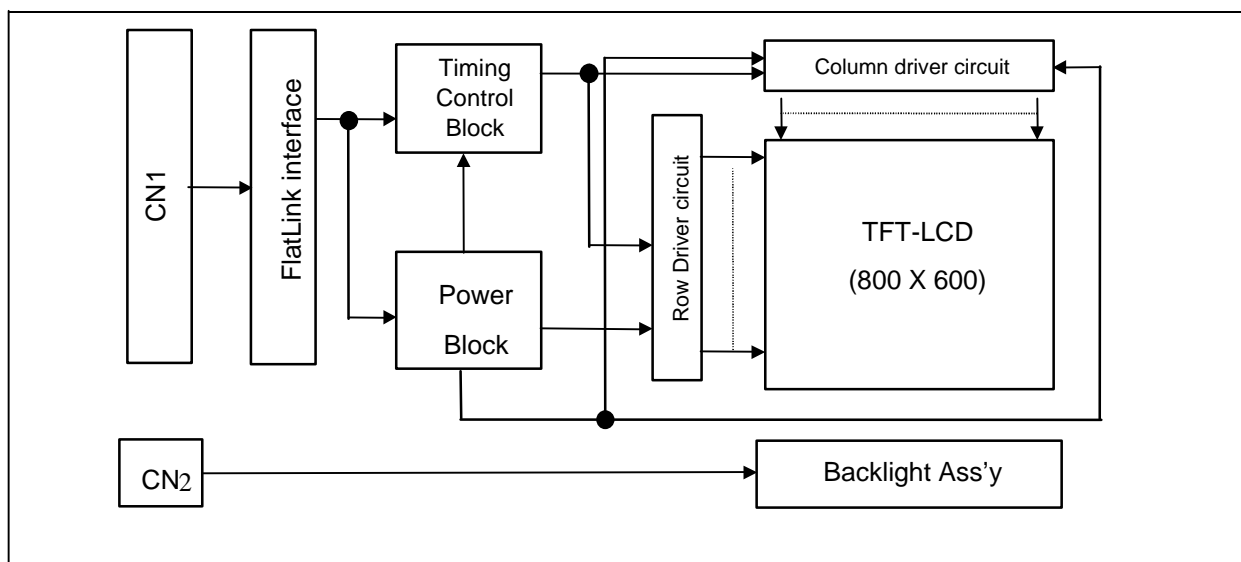 CN1
FlatLink interface
Timing
Control
Block
Power
Block
Row Driver circuit
Column driver circuit
TFT-LCD
(800 X 600)
CN2
Backlight Ass'y